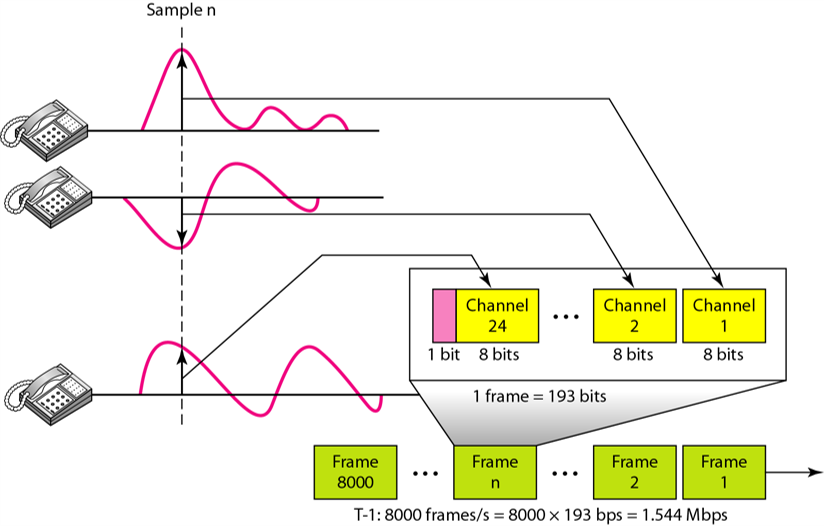 Sample n
Channel
24
...
Channel
2
Channel
1
1 bit
8 bits
8 bits
8 bits
1 frame = 193 bits
Frame
8000
...
Frame
n
...
Frame
2
Frame
1
T-1: 8000 frames/s = 8000 × 193 bps = 1.544 Mbps